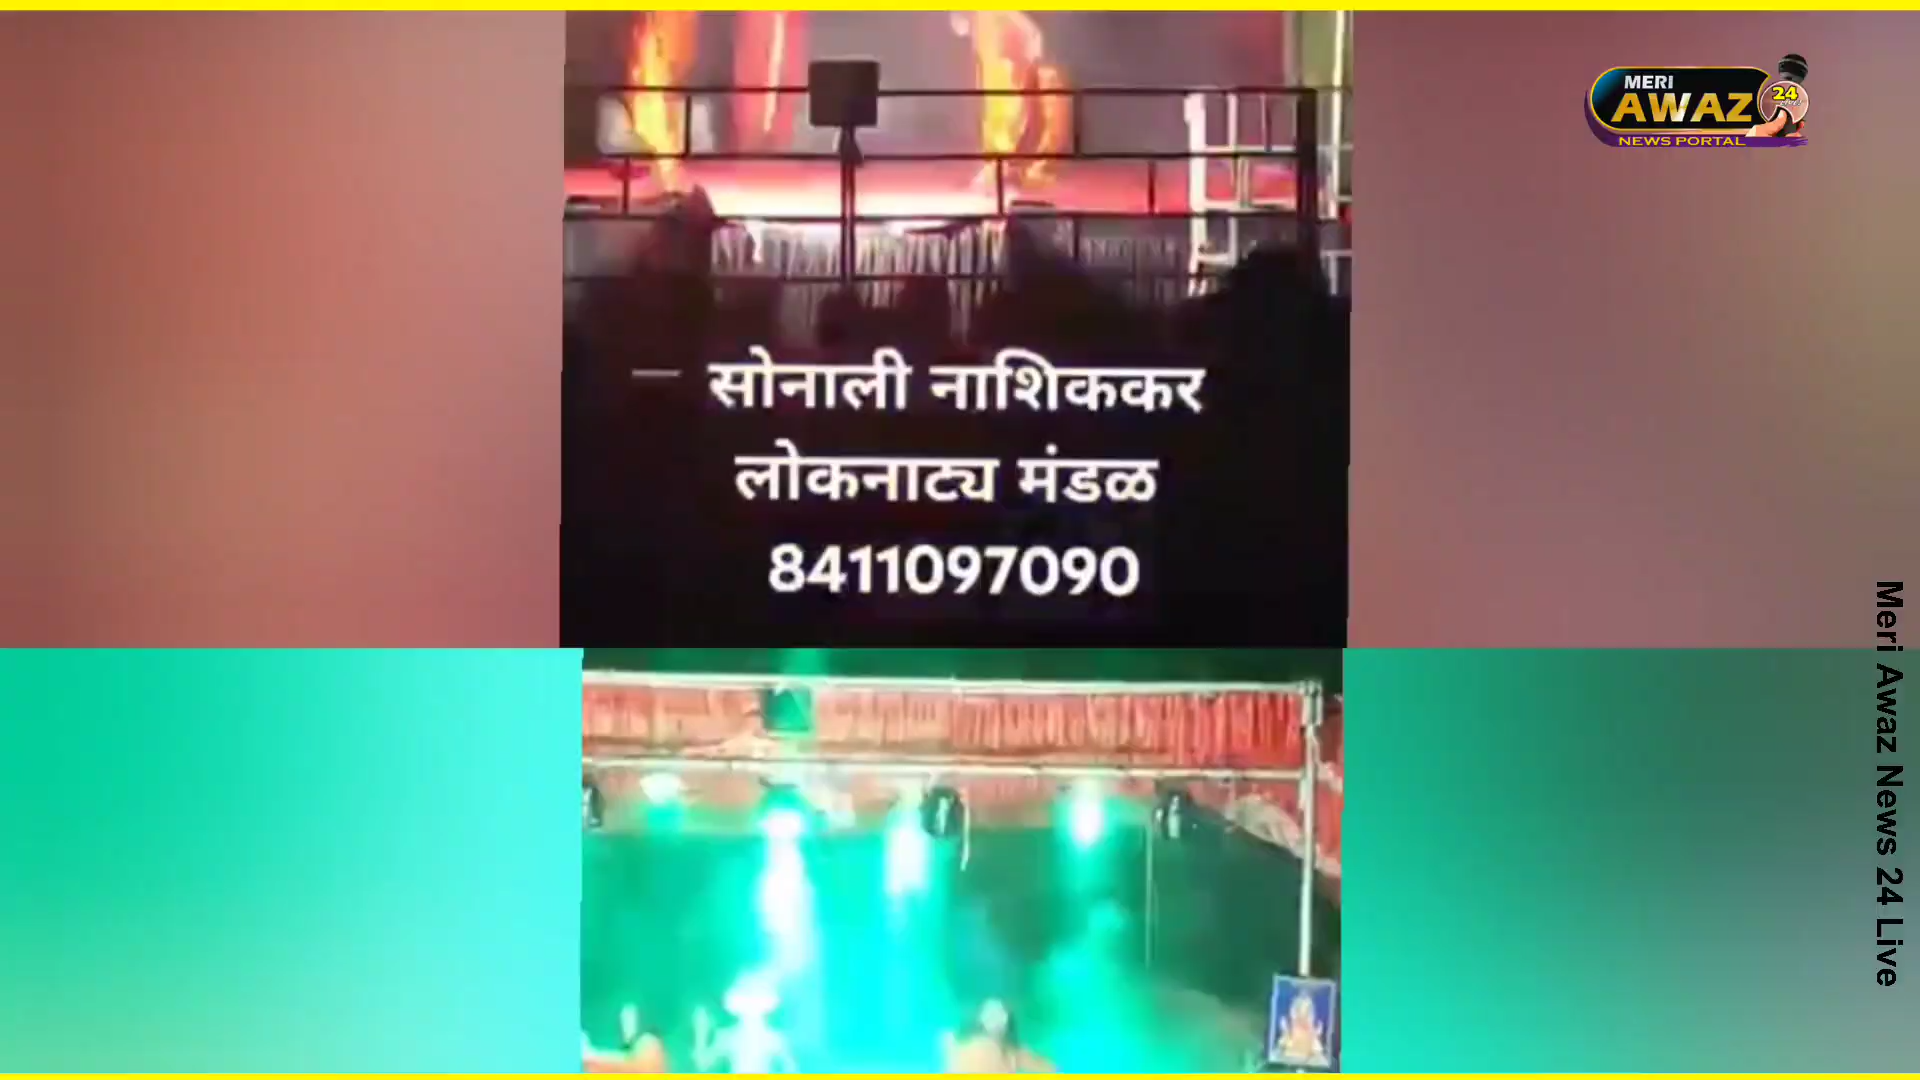 MERI
AWAZ
24
NEWS PORTAL
सोनाली नाशिककर
लोकनाट्य मंडळ
8411097090
Meri Awaz News 24 Live